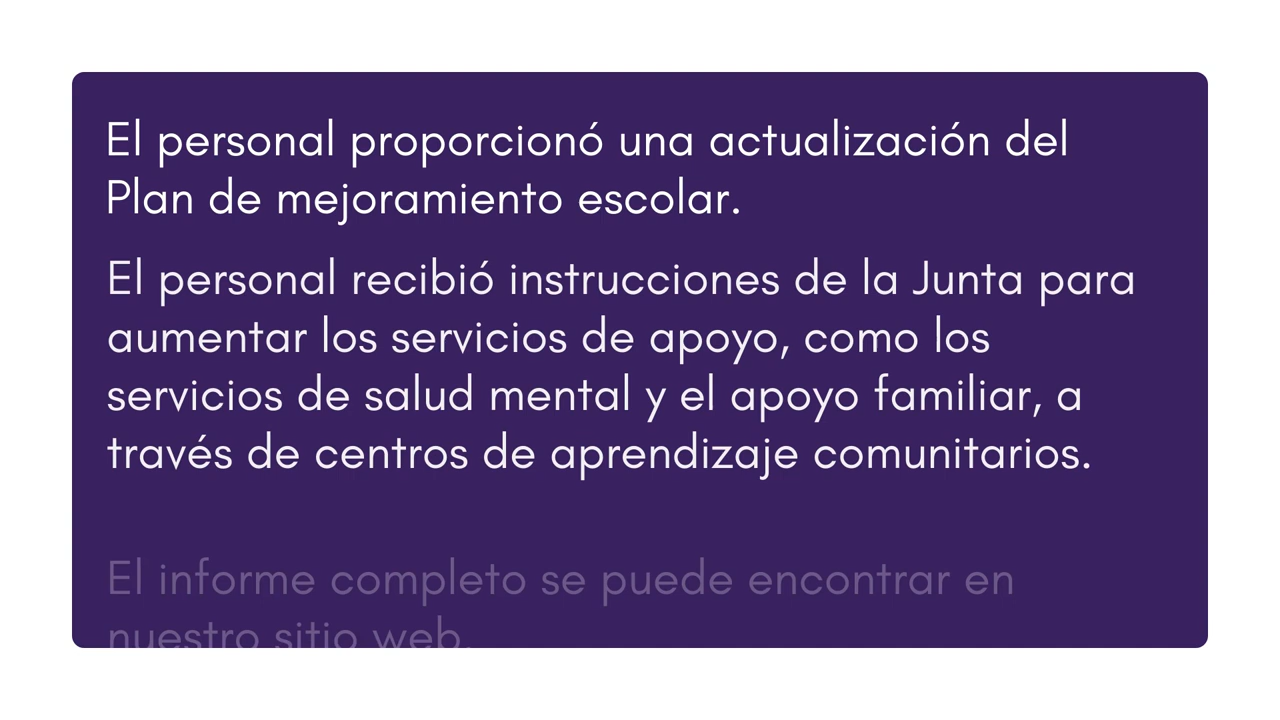 El personal proporcionó una actualización del
Plan de mejoramiento escolar.
El personal recibió instrucciones de la Junta para
aumentar los servicios de apoyo, como los
servicios de salud mental y el apoyo familiar, a
través de centros de aprendizaje comunitarios.
El informe completo se puede encontrar en
nuestro sitio web.